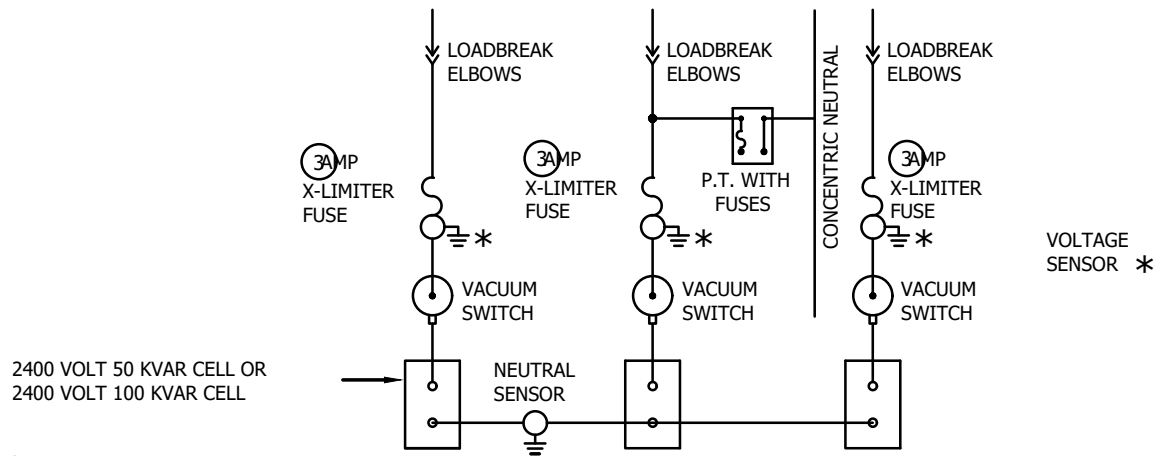 LOADBREAK
ELBOWS
LOADBREAK
ELBOWS
LOADBREAK
ELBOWS
CONCENTRIC NEUTRAL
3AMP
X-LIMITER
FUSE
3AMP
X-LIMITER
FUSE
P.T. WITH
FUSES
3AMP
X-LIMITER
FUSE
*
*
*
VOLTAGE
SENSOR *
VACUUM
SWITCH
VACUUM
SWITCH
VACUUM
SWITCH
2400 VOLT 50 KVAR CELL OR
2400 VOLT 100 KVAR CELL
NEUTRAL
SENSOR